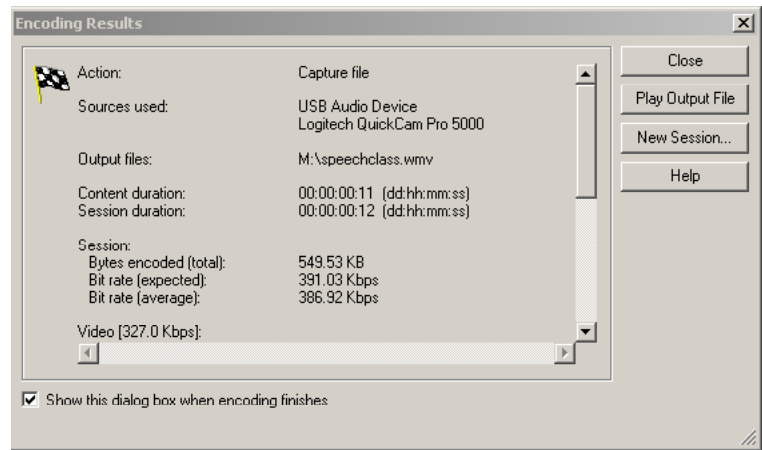 Encoding Results
Action: Capture file
Sources used: USB Audio Device
Logitech QuickCam Pro 5000
Output files: M:\speechclass.wmv
Content duration: 00:00:00:11 (dd:hh:mm:ss)
Session duration: 00:00:00:12 (dd:hh:mm:ss)
Session:
Bytes encoded (total): 549.53 KB
Bit rate (expected): 391.03 Kbps
Bit rate (average): 386.92 Kbps
Video [327.0 Kbps]:
Close
Play Output File
New Session...
Help
Show this dialog box when encoding finishes